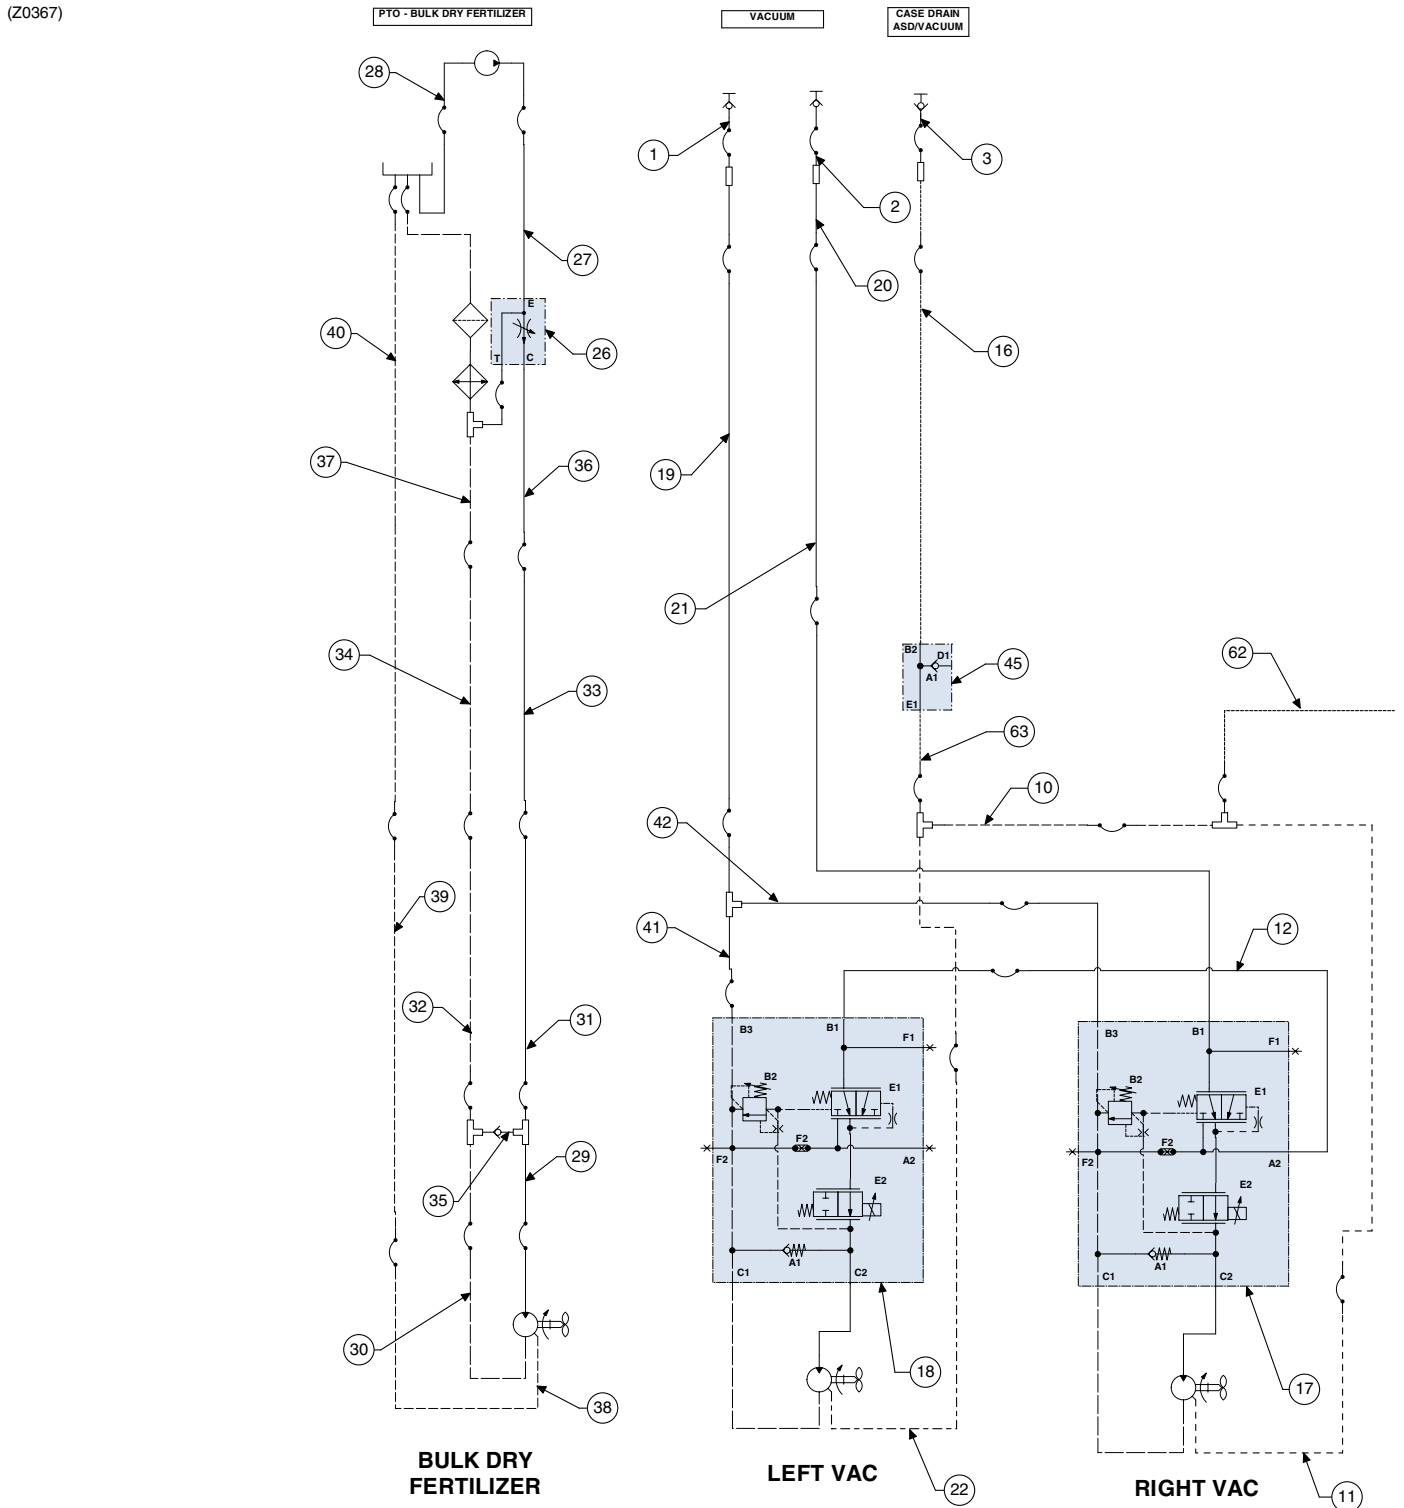 (Z0367)
PTO - BULK DRY FERTILIZER
VACUUM
CASE DRAIN
ASD/VACUUM
28
1
3
2
27
20
40
E
26
T
C
16
37
36
19
21
34
33
B2
D1
A1
E1
45
62
63
10
42
39
41
12
32
31
B3
B1
F1
B2
E1
F2
F2
A2
E2
A1
C1
C2
B3
B1
F1
B2
E1
F2
F2
A2
E2
A1
C1
C2
29
35
30
38
18
17
22
11
BULK DRY
FERTILIZER
LEFT VAC
RIGHT VAC